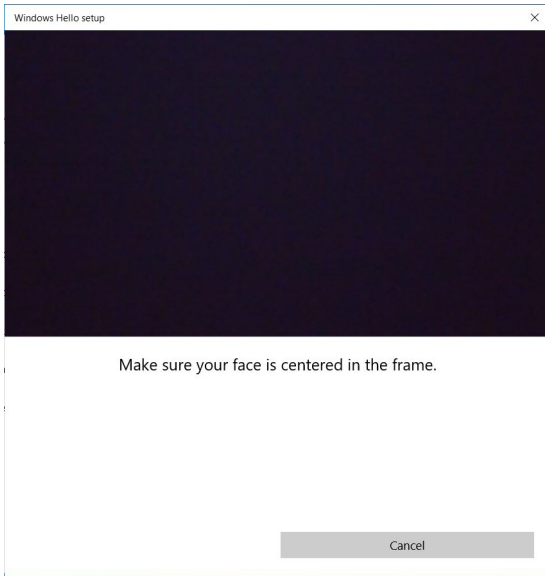 Windows Hello setup
Make sure your face is centered in the frame.
Cancel